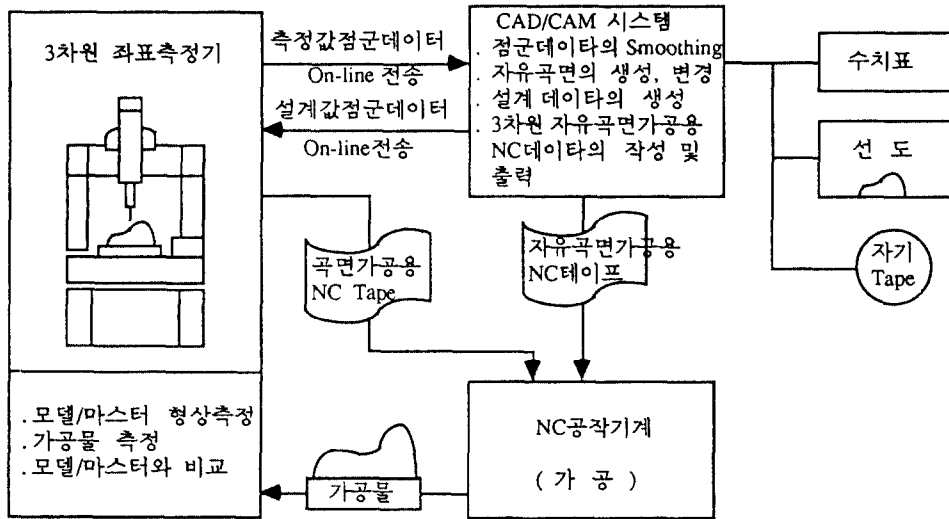 3차원 좌표측정기
.모델/마스터 형상측정
.가공물 측정
.모델/마스터와 비교
측정값점군데이터
On-line 전송
설계값점군데이터
On-line전송
CAD/CAM 시스템
. 점군데이타의 Smoothing
. 자유곡면의 생성, 변경
. 설계 데이타의 생성
. 3차원 자유곡면가공용
NC데이타의 작성 및
출력
수치표
선 도
자기
Tape
곡면가공용
NC Tape
자유곡면가공용
NC테이프
NC공작기계
( 가 공 )
가공물